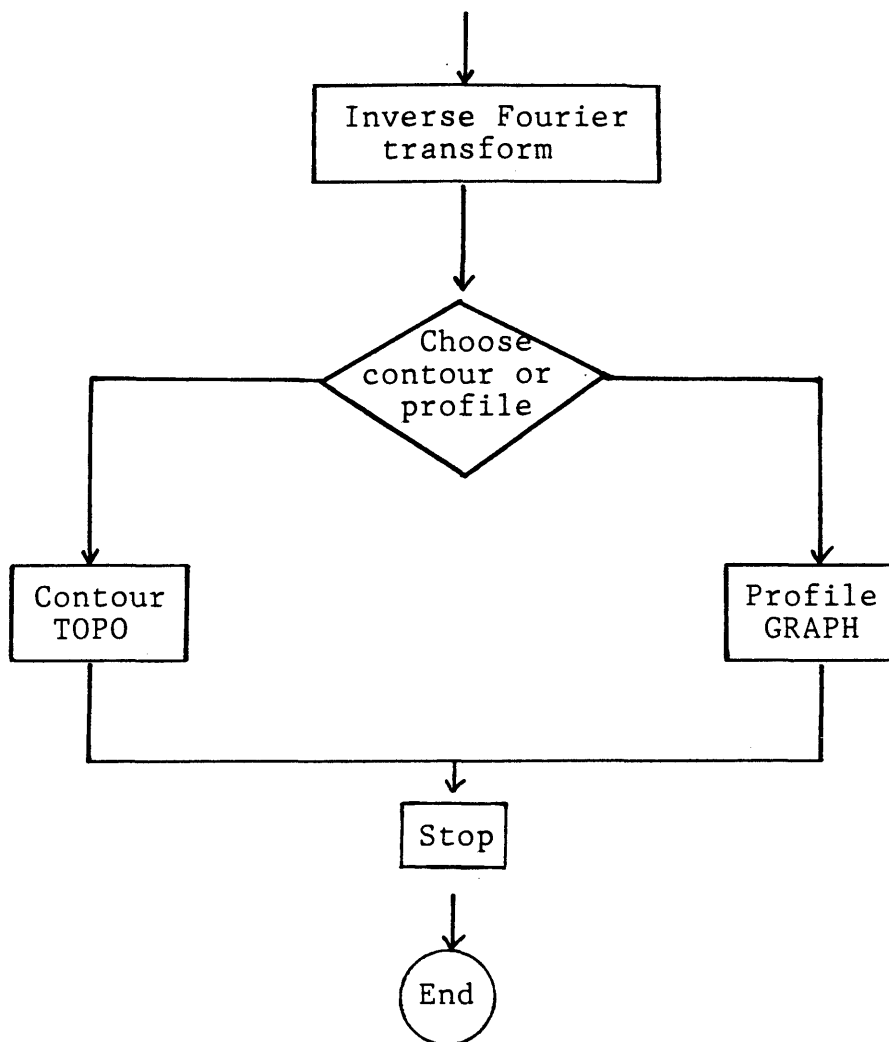 Inverse Fourier
transform
Choose
contour or
profile
Contour
TOPO
Profile
GRAPH
Stop
End